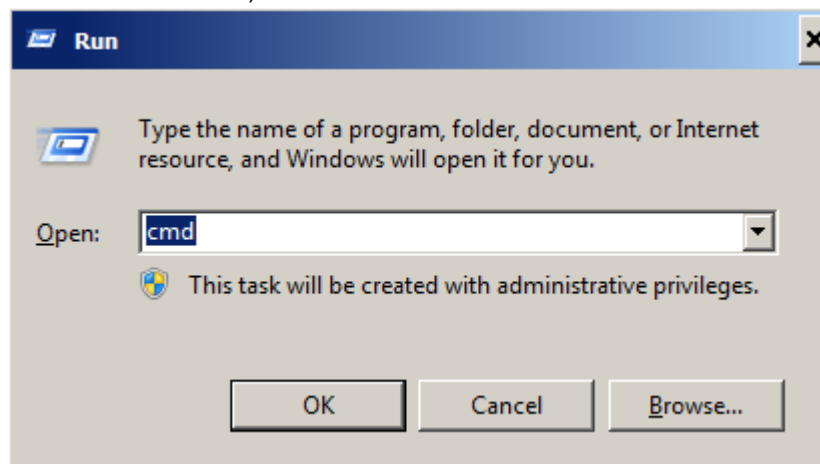 Run
Type the name of a program, folder, document, or Internet
resource, and Windows will open it for you.
Open: cmd
This task will be created with administrative privileges.
OK Cancel Browse...